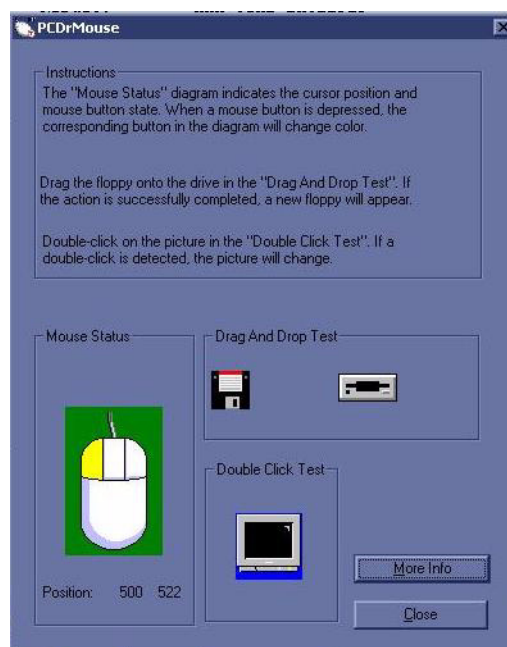 PCDrMouse
Instructions
The "Mouse Status" diagram indicates the cursor position and
mouse button state. When a mouse button is depressed, the
corresponding button in the diagram will change color.
Drag the floppy onto the drive in the "Drag And Drop Test". If
the action is successfully completed, a new floppy will appear.
Double-click on the picture in the "Double Click Test". If a
double-click is detected, the picture will change.
Mouse Status
Drag And Drop Test
Double Click Test
Position: 500 522
More Info
Close